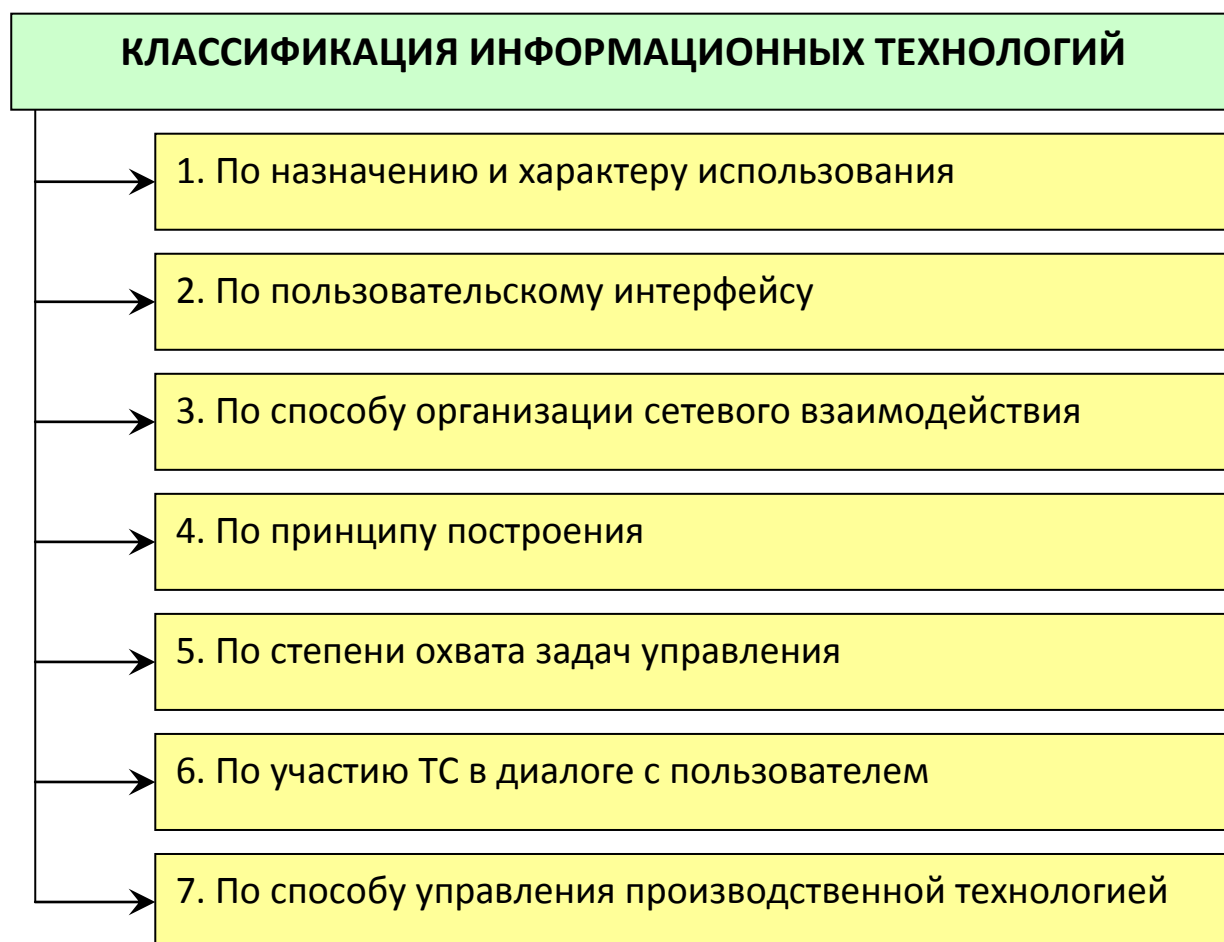 КЛАССИФИКАЦИЯ ИНФОРМАЦИОННЫХ ТЕХНОЛОГИЙ
1. По назначению и характеру использования
2. По пользовательскому интерфейсу
3. По способу организации сетевого взаимодействия
4. По принципу построения
5. По степени охвата задач управления
6. По участию ТС в диалоге с пользователем
7. По способу управления производственной технологией